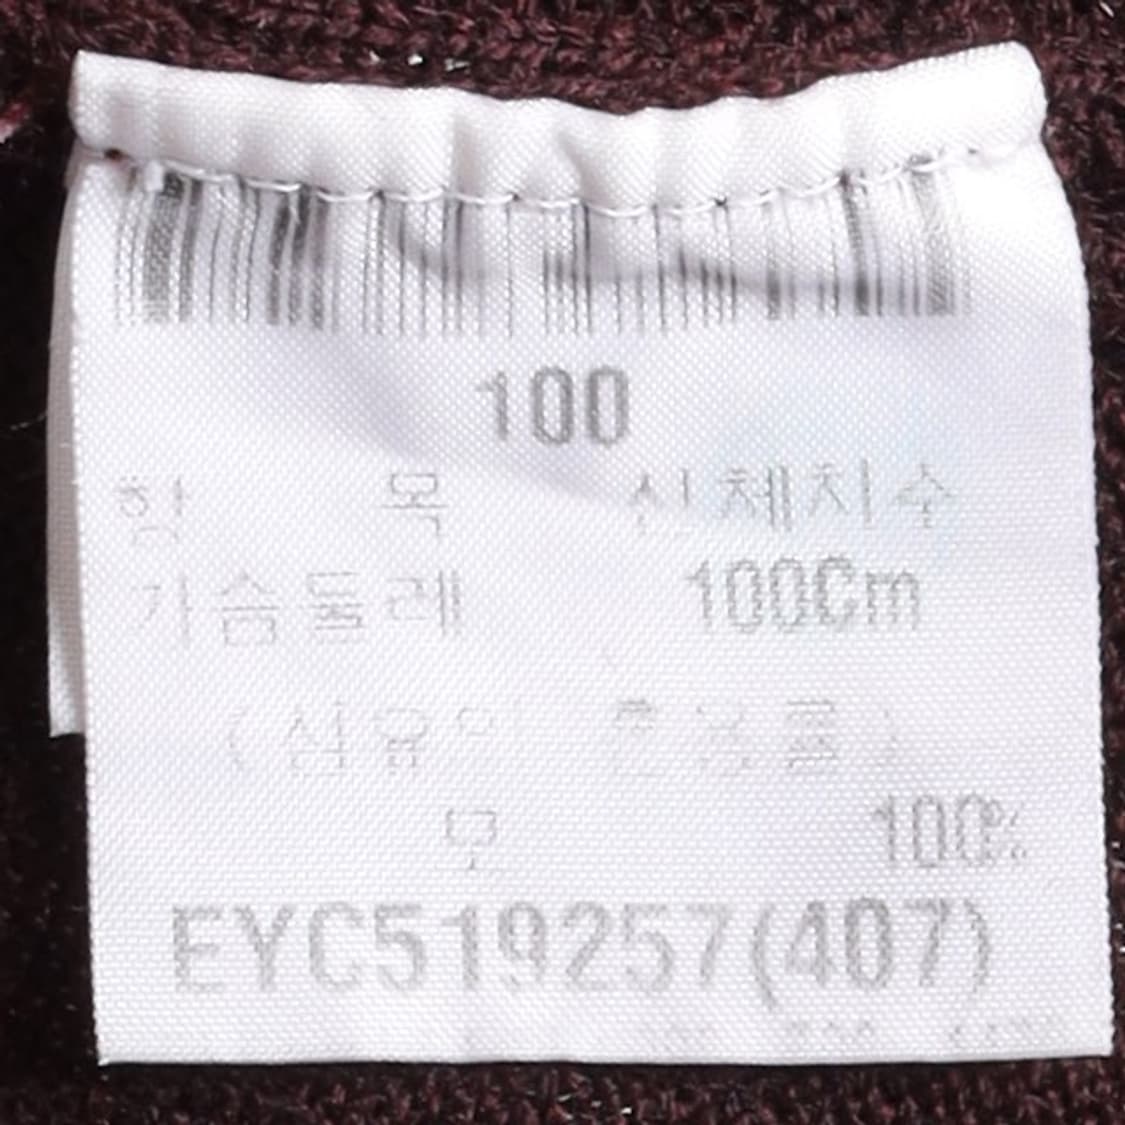 100
항 목 신체치수
가슴둘레 100Cm
(섬유의 혼용률)
모 100%
EYC519257(407)